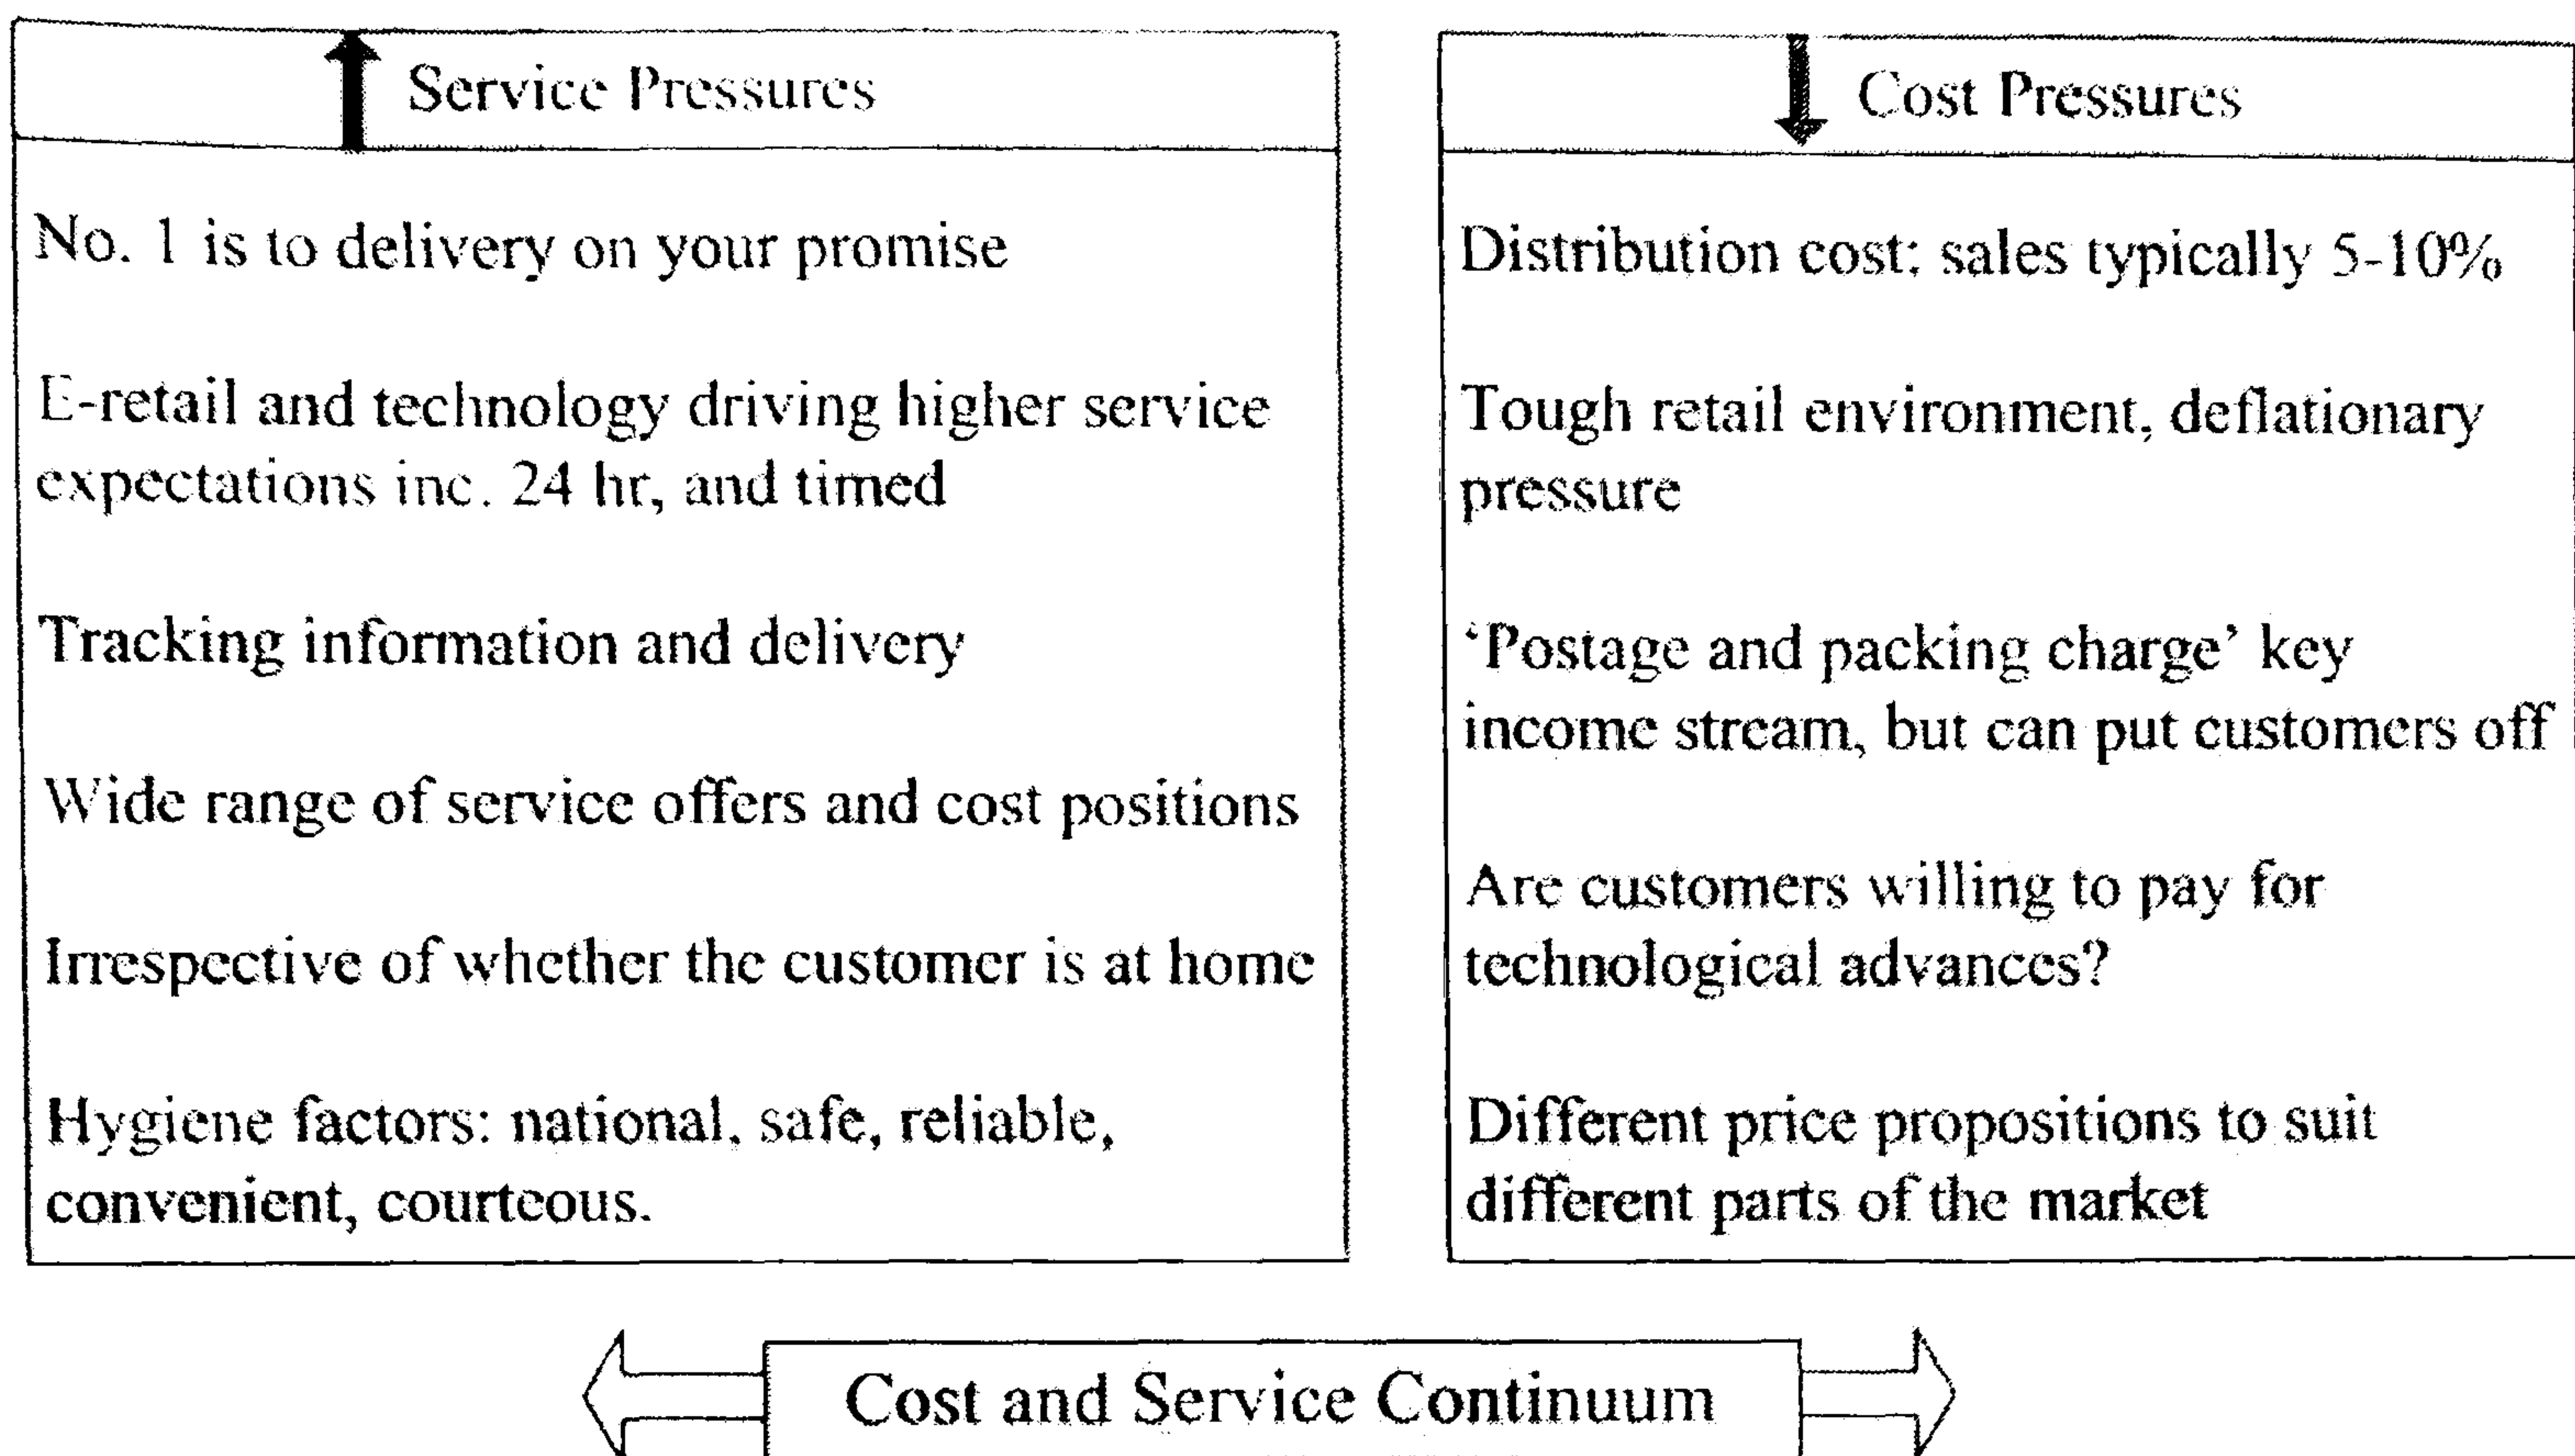 Service Pressures
No. 1 is to delivery on your promise
E-retail and technology driving higher service
expectations inc. 24 hr, and timed
Tracking information and delivery
Wide range of service offers and cost positions
Irrespective of whether the customer is at home
Hygiene factors: national, safe, reliable,
convenient, courteous.
Cost Pressures
Distribution cost: sales typically 5-10%
Tough retail environment, deflationary
pressure
‘Postage and packing charge’ key
income stream, but can put customers off
Are customers willing to pay for
technological advances?
Different price propositions to suit
different parts of the market
Cost and Service Continuum